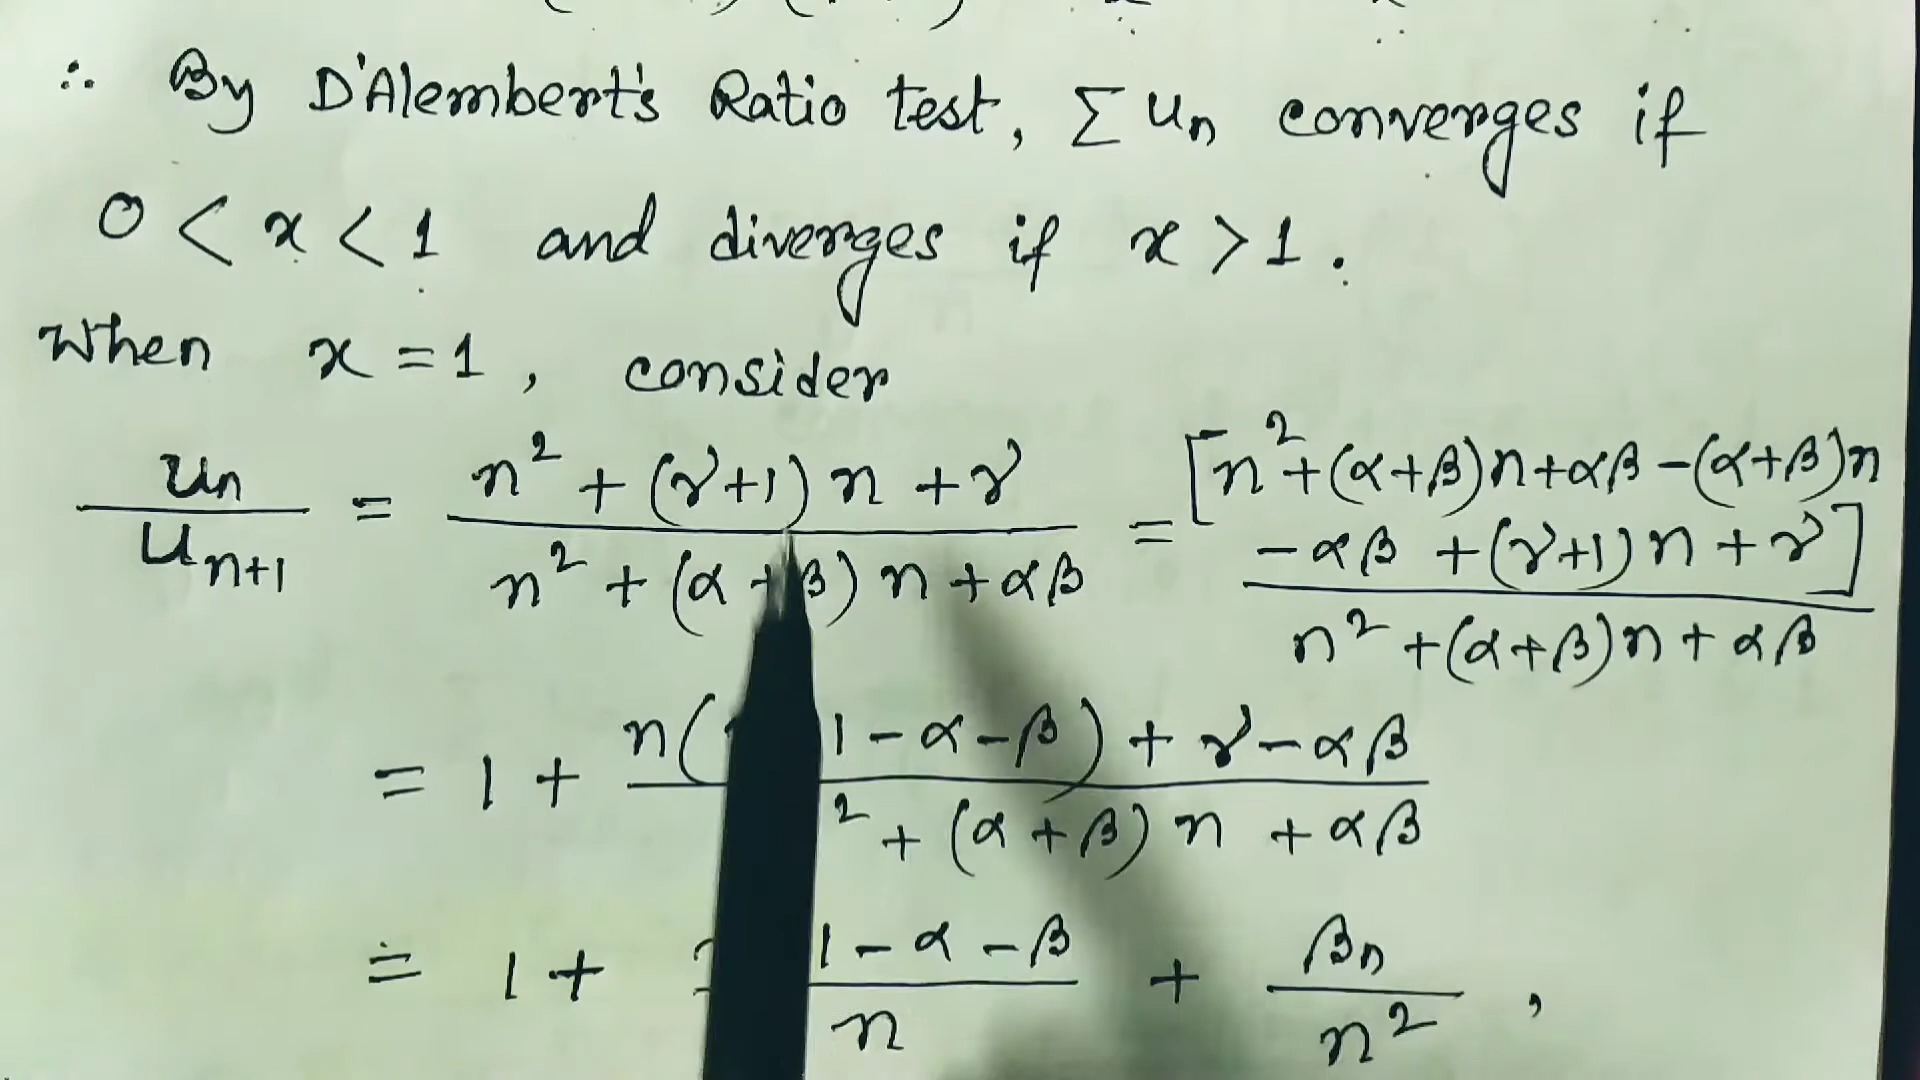 ∴ By D'Alembert's Ratio test, Σ un converges if
0 < x < 1 and diverges if x > 1.
When x = 1, consider
un / un+1 = (n² + (γ+1) n + γ) / (n² + (α + β) n + αβ) = [n² + (α+β)n + αβ − (α+β)n − αβ + (γ+1) n + γ] / (n² + (α+β)n + αβ)
= 1 + (n( 1 − α − β) + γ − αβ) / (² + (α + β) n + αβ)
= 1 + (1 − α − β) / n + βn / n² ,